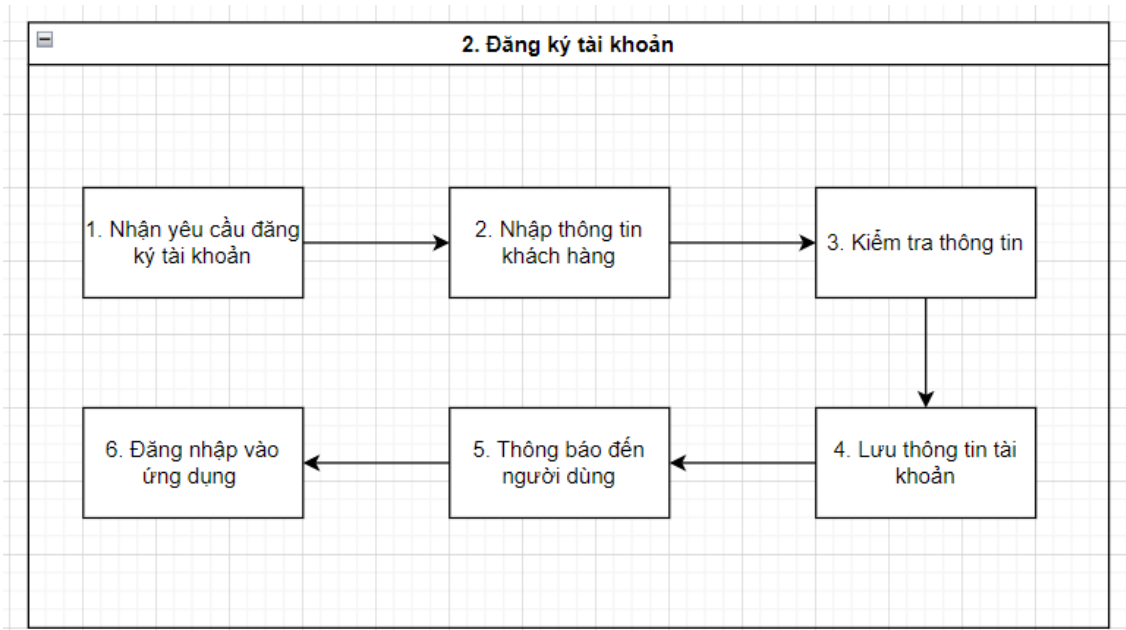 2. Đăng ký tài khoản
1. Nhận yêu cầu đăng
ký tài khoản
2. Nhập thông tin
khách hàng
3. Kiểm tra thông tin
4. Lưu thông tin tài
khoản
5. Thông báo đến
người dùng
6. Đăng nhập vào
ứng dụng